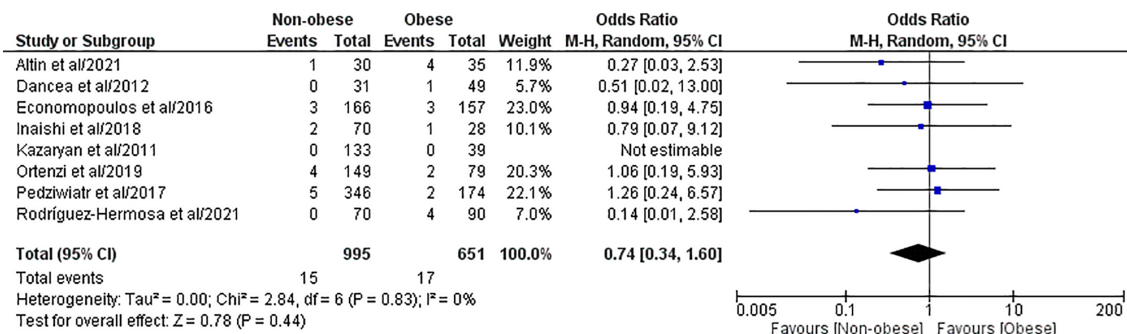 Non-obese Obese Odds Ratio Odds Ratio
Study or Subgroup Events Total Events Total Weight M-H, Random, 95% CI M-H, Random, 95% CI
Altin et al/2021 1 30 4 35 11.9% 0.27 [0.03, 2.53]
Dancea et al/2012 0 31 1 49 5.7% 0.51 [0.02, 13.00]
Economopoulos et al/2016 3 166 3 157 23.0% 0.94 [0.19, 4.75]
Inaishi et al/2018 2 70 1 28 10.1% 0.79 [0.07, 9.12]
Kazaryan et al/2011 0 133 0 39 Not estimable
Ortenzi et al/2019 4 149 2 79 20.3% 1.06 [0.19, 5.93]
Pedziwiatr et al/2017 5 346 2 174 22.1% 1.26 [0.24, 6.57]
Rodríguez-Hermosa et al/2021 0 70 4 90 7.0% 0.14 [0.01, 2.58]
Total (95% CI) 995 651 100.0% 0.74 [0.34, 1.60]
Total events 15 17
Heterogeneity: Tau² = 0.00; Chi² = 2.84, df = 6 (P = 0.83); I² = 0%
Test for overall effect: Z = 0.78 (P = 0.44)
0.005 0.1 1 10 200
Favours [Non-obese] Favours [Obese]